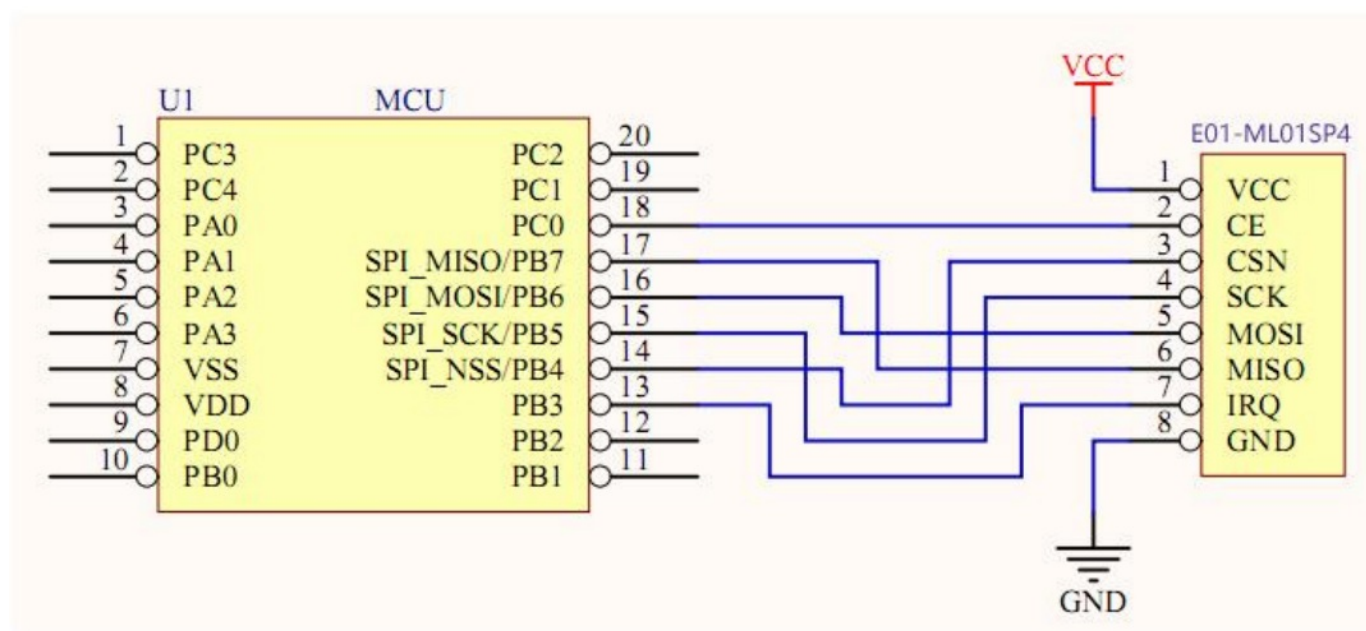 U1 MCU
1 PC3 PC2 20
2 PC4 PC1 19
3 PA0 PC0 18
4 PA1 SPI_MISO/PB7 17
5 PA2 SPI_MOSI/PB6 16
6 PA3 SPI_SCK/PB5 15
7 VSS SPI_NSS/PB4 14
8 VDD PB3 13
9 PD0 PB2 12
10 PB0 PB1 11
VCC
E01-ML01SP4
1 VCC
2 CE
3 CSN
4 SCK
5 MOSI
6 MISO
7 IRQ
8 GND
GND